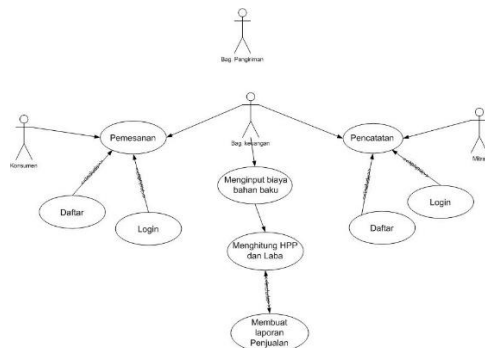 Bag. Pengiriman
Konsumen
Pemesanan
Bag. keuangan
Pencatatan
Mitra
Menginput biaya
bahan baku
Daftar
Login
Login
Daftar
Menghitung HPP
dan Laba
Membuat
laporan
Penjualan